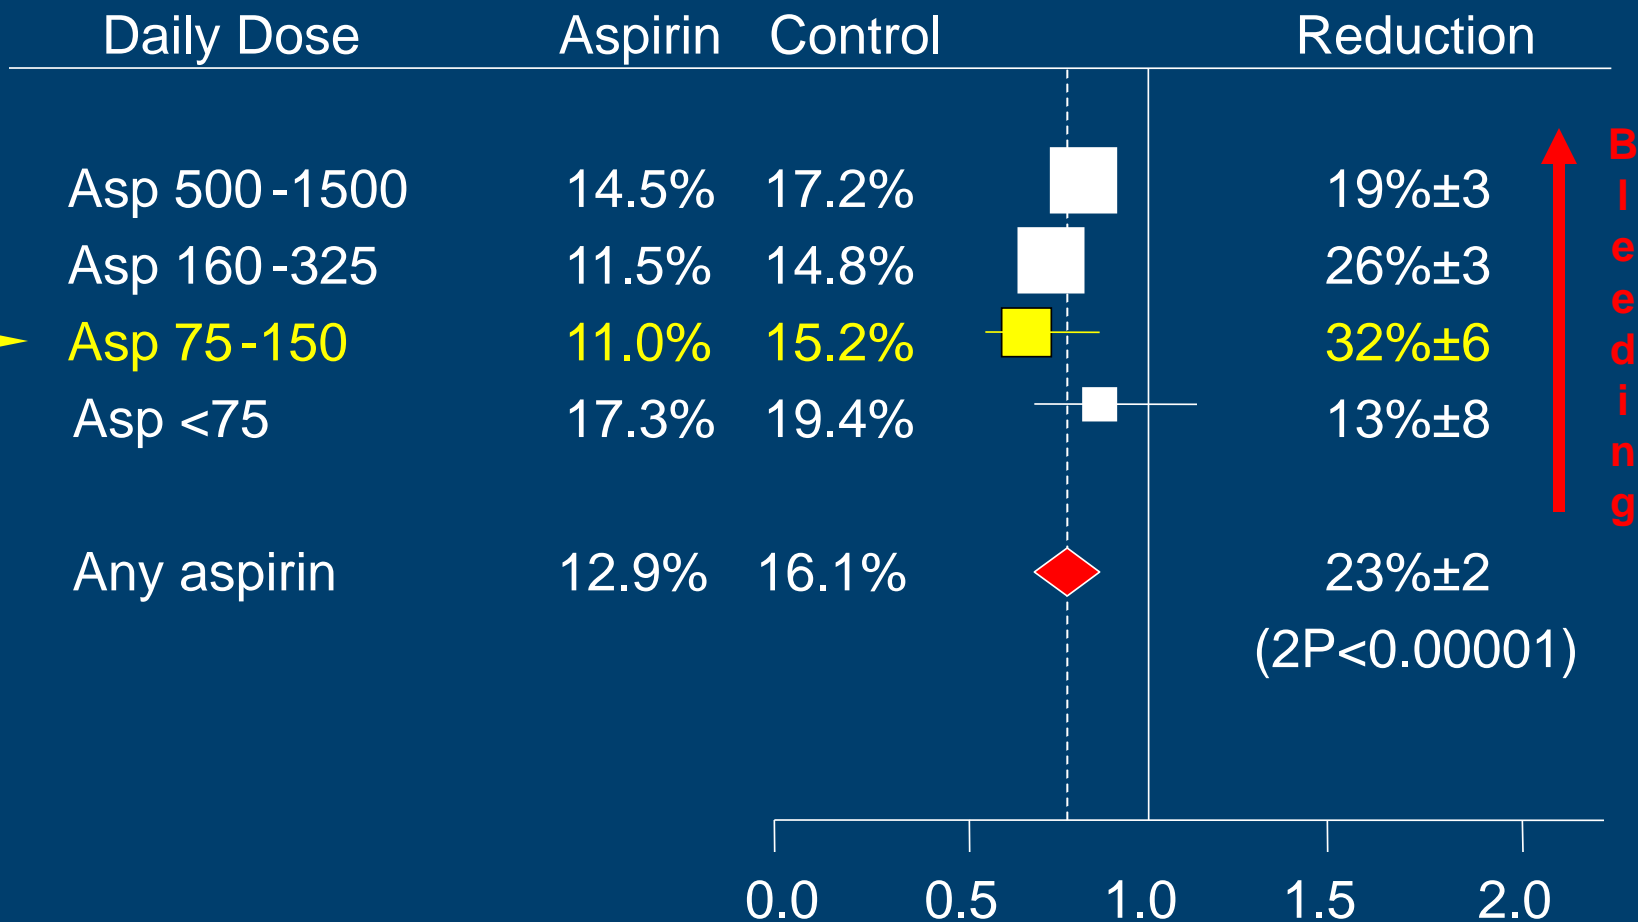 Daily Dose Aspirin Control Reduction
Asp 500-1500 14.5% 17.2% 19%±3
Asp 160-325 11.5% 14.8% 26%±3
Asp 75-150 11.0% 15.2% 32%±6
Asp <75 17.3% 19.4% 13%±8
Any aspirin 12.9% 16.1% 23%±2
(2P<0.00001)
0.0 0.5 1.0 1.5 2.0
Bleeding